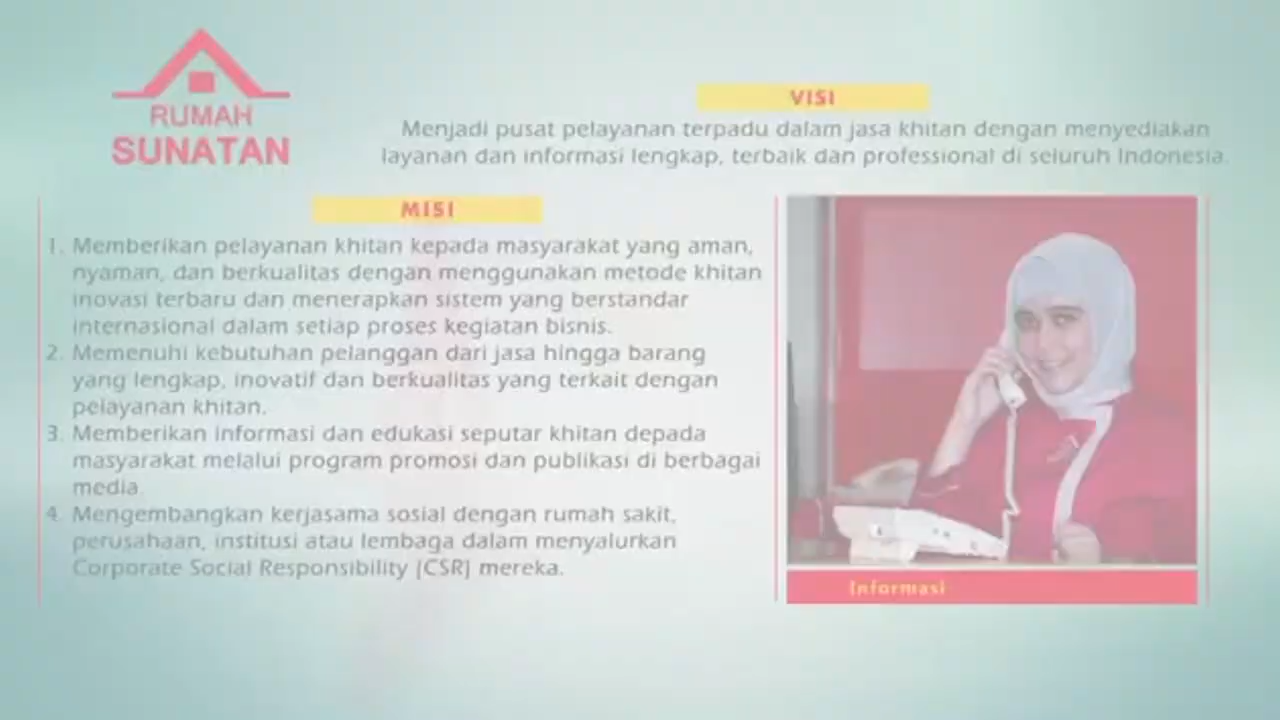 RUMAH
SUNATAN
VISI
Menjadi pusat pelayanan terpadu dalam jasa khitan dengan menyediakan
layanan dan informasi lengkap, terbaik dan professional di seluruh Indonesia.
MISI
1. Memberikan pelayanan khitan kepada masyarakat yang aman,
nyaman, dan berkualitas dengan menggunakan metode khitan
inovasi terbaru dan menerapkan sistem yang berstandar
internasional dalam setiap proses kegiatan bisnis.
2. Memenuhi kebutuhan pelanggan dari jasa hingga barang
yang lengkap, inovatif dan berkualitas yang terkait dengan
pelayanan khitan.
3. Memberikan informasi dan edukasi seputar khitan depada
masyarakat melalui program promosi dan publikasi di berbagai
media.
4. Mengembangkan kerjasama sosial dengan rumah sakit,
perusahaan, institusi atau lembaga dalam menyalurkan
Corporate Social Responsibility (CSR) mereka.
Informasi